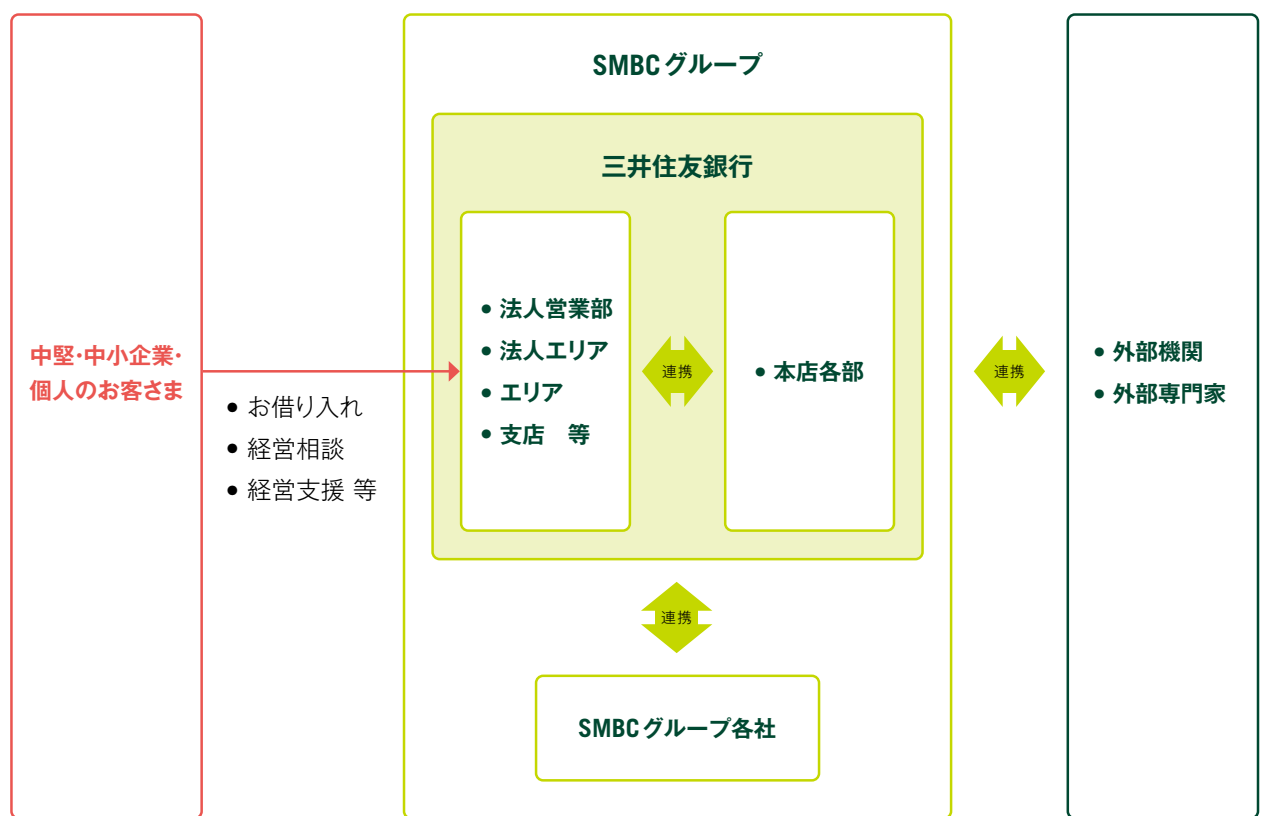 中堅・中小企業・
個人のお客さま
• お借り入れ
• 経営相談
• 経営支援 等
SMBCグループ
三井住友銀行
• 法人営業部
• 法人エリア
• エリア
• 支店　等
連携
• 本店各部
連携
SMBCグループ各社
連携
• 外部機関
• 外部専門家